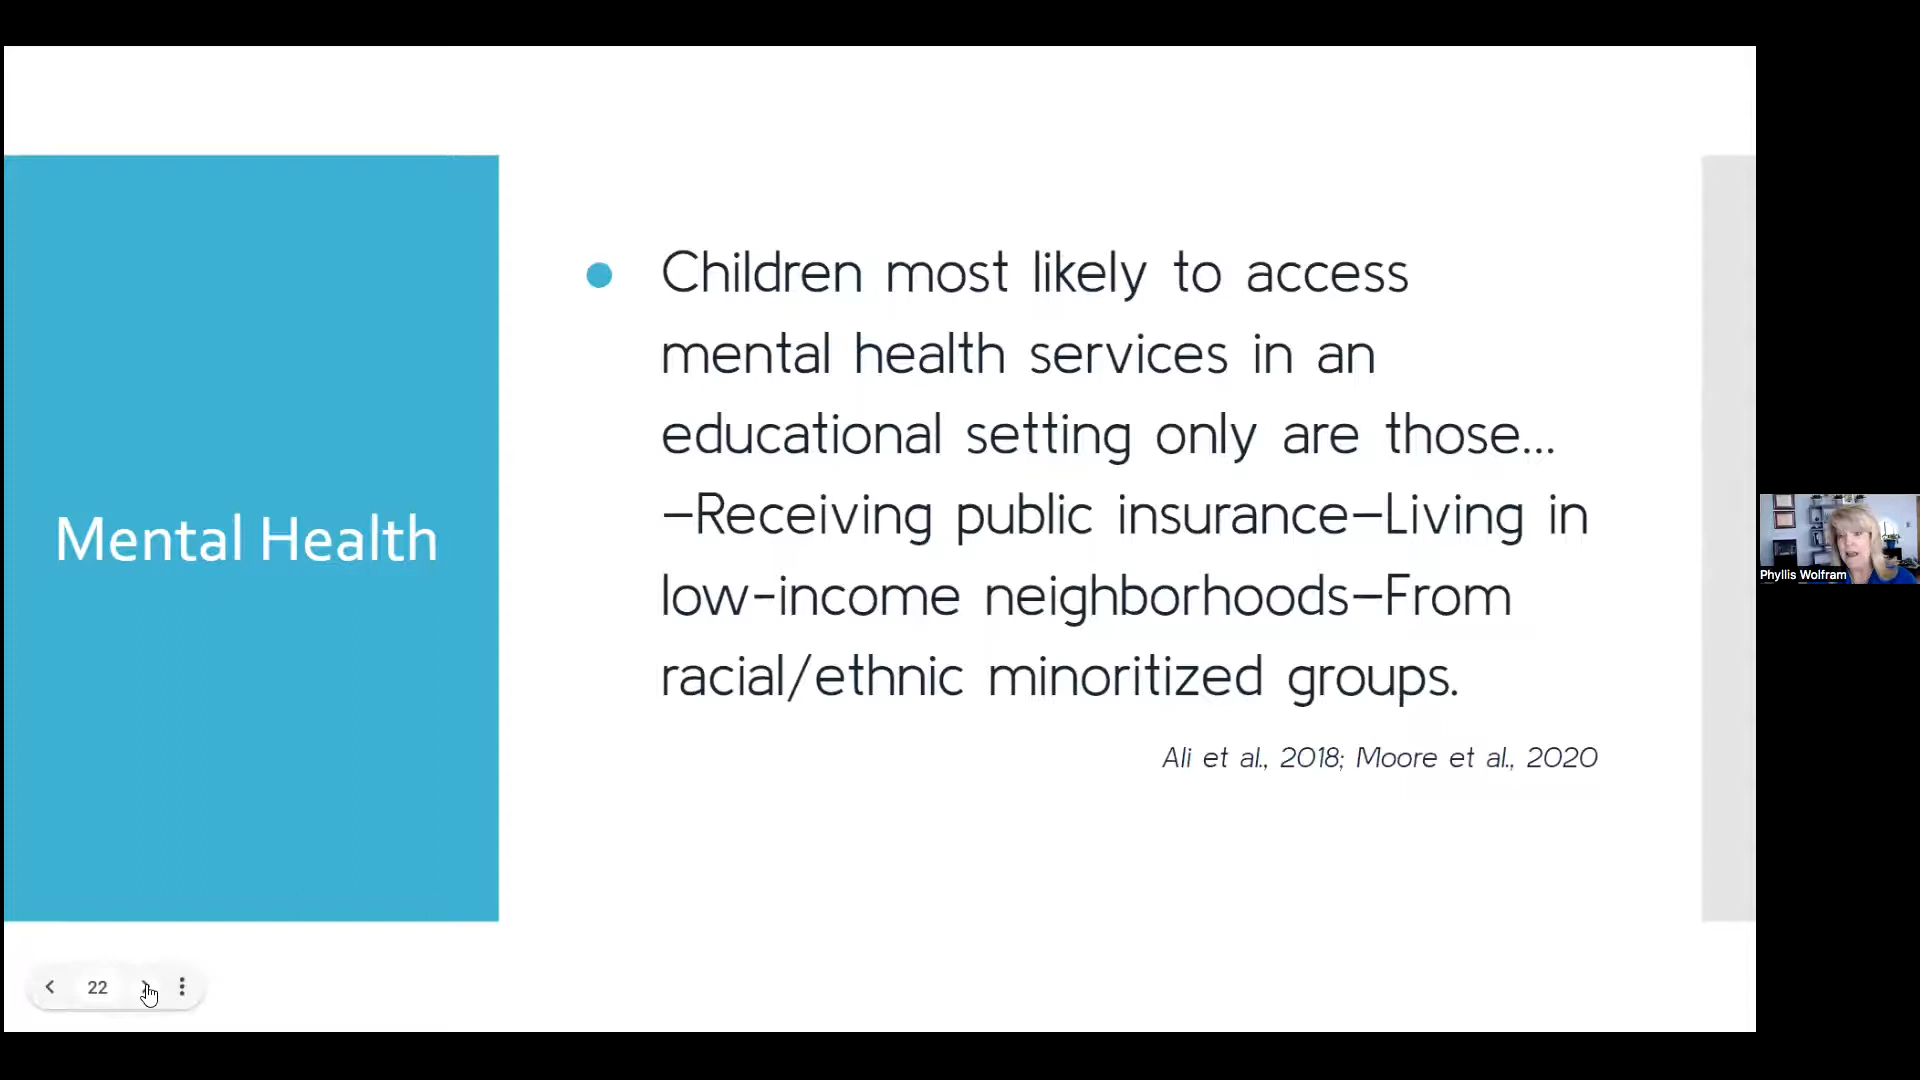 Mental Health
Children most likely to access
mental health services in an
educational setting only are those...
–Receiving public insurance–Living in
low-income neighborhoods–From
racial/ethnic minoritized groups.
Ali et al., 2018; Moore et al., 2020
Phyllis Wolfram
22